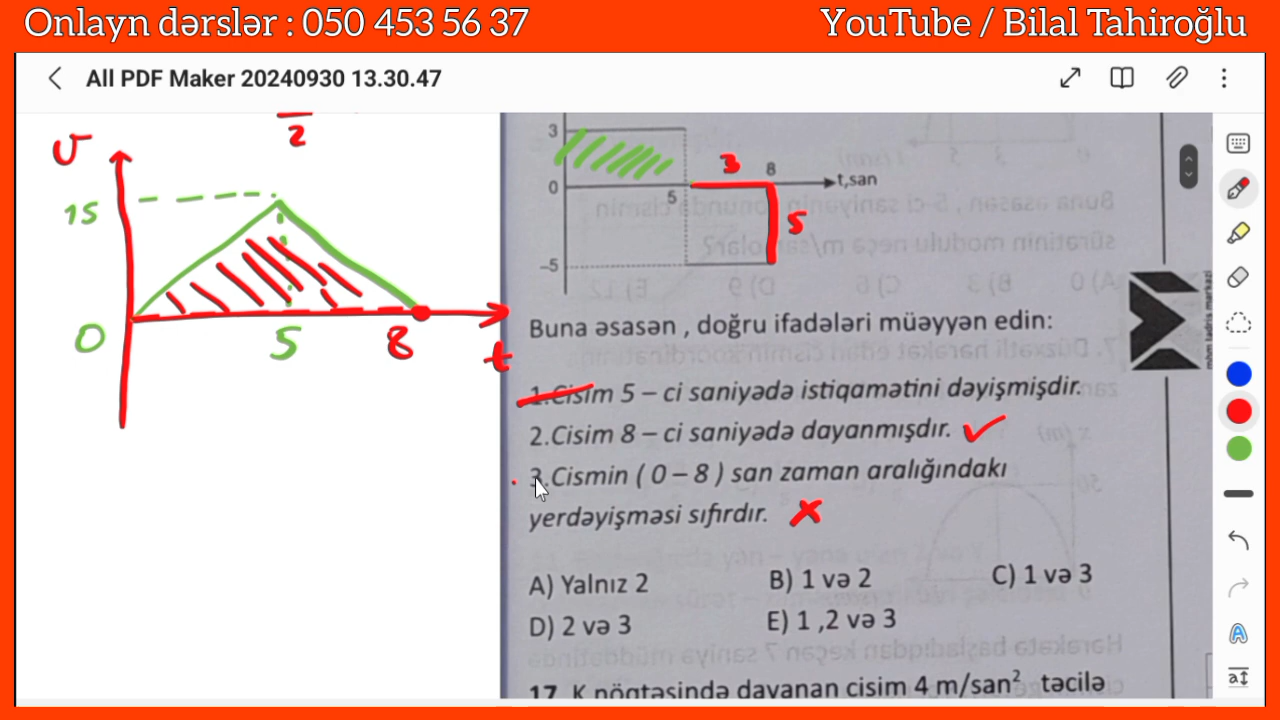 Onlayn dərslər : 050 453 56 37
YouTube / Bilal Tahiroğlu
All PDF Maker 20240930 13.30.47
2
v
15
0
5
8
t
3
0
5
8
t,san
-5
3
5
Buna əsasən , doğru ifadələri müəyyən edin:
1.Cisim 5 – ci saniyədə istiqamətini dəyişmişdir.
2.Cisim 8 – ci saniyədə dayanmışdır.
3.Cismin ( 0 – 8 ) san zaman aralığındakı
yerdəyişməsi sıfırdır.
A) Yalnız 2
B) 1 və 2
C) 1 və 3
D) 2 və 3
E) 1 ,2 və 3
17. K nöqtəsində dayanan cisim 4 m/san² təcilə